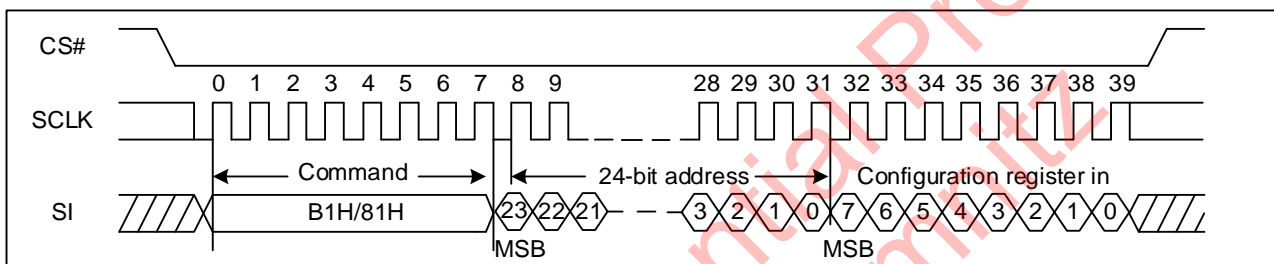 CS#
0 1 2 3 4 5 6 7 8 9 28 29 30 31 32 33 34 35 36 37 38 39
SCLK
Command 24-bit address Configuration register in
SI B1H/81H 23 22 21 3 2 1 0 7 6 5 4 3 2 1 0
MSB MSB